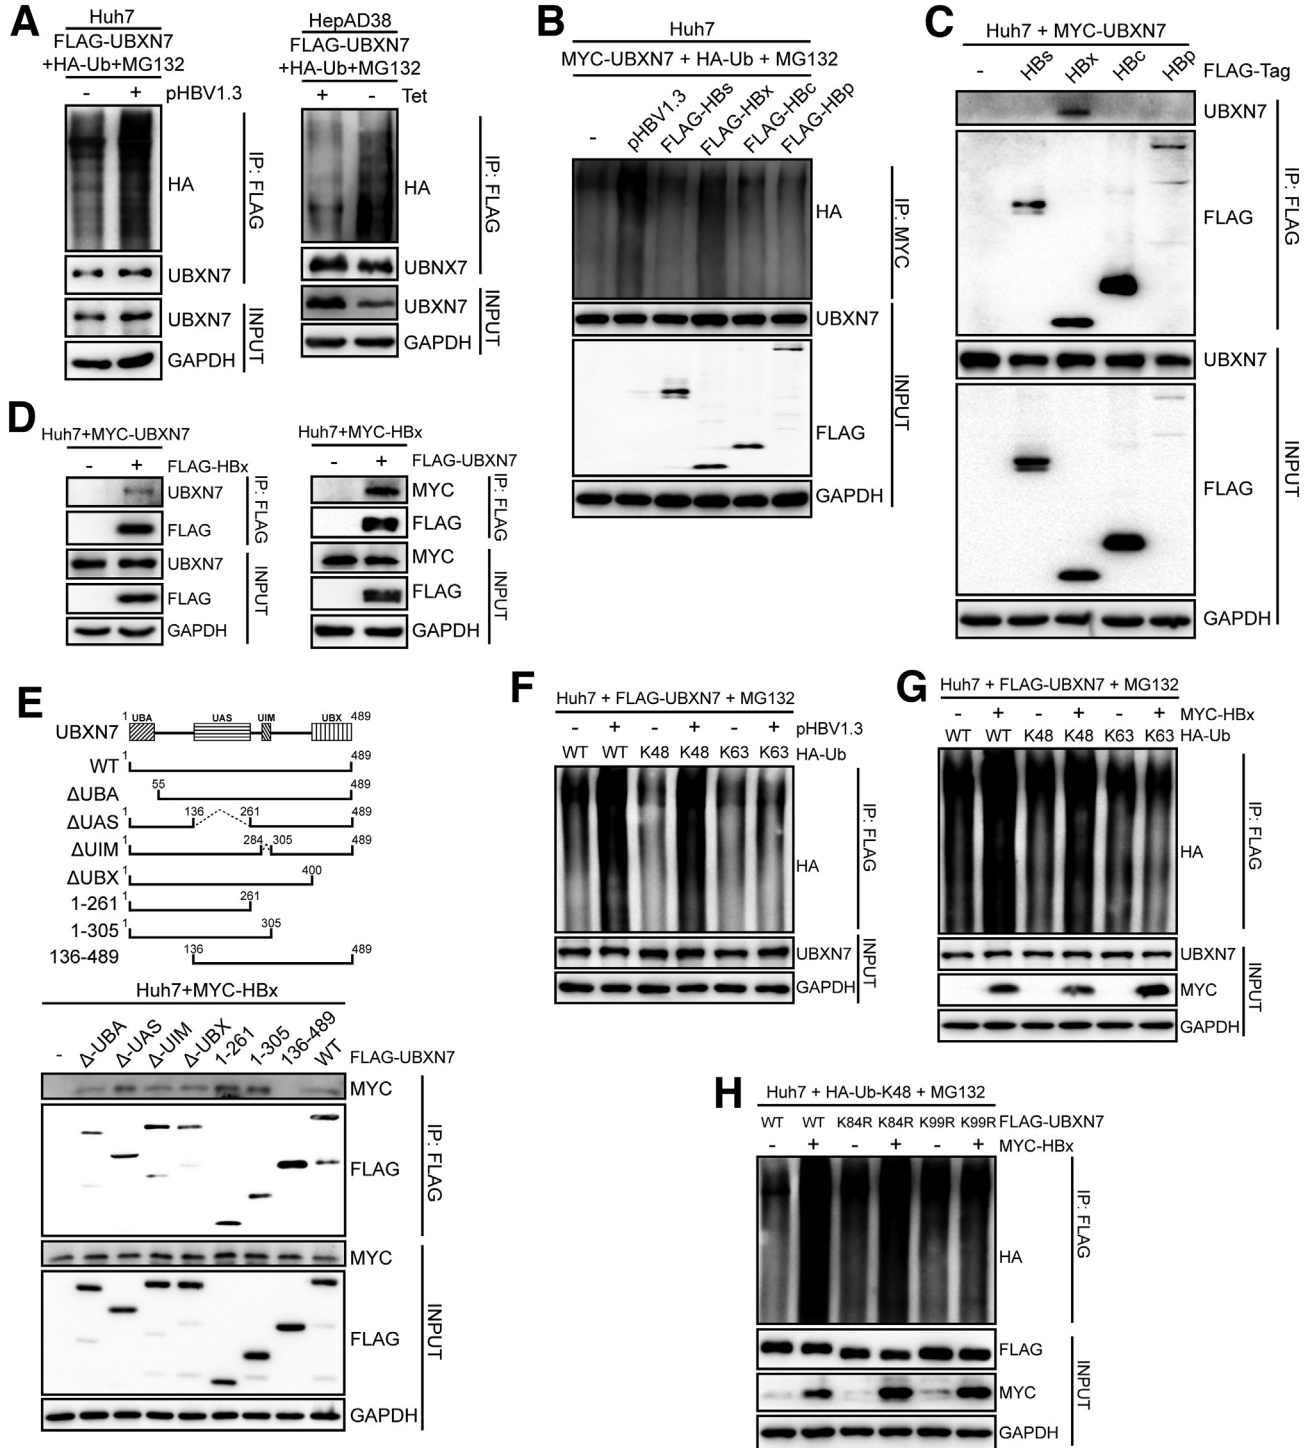 A
Huh7
FLAG-UBXN7
+HA-Ub+MG132
- + pHBV1.3
HA
UBXN7
IP: FLAG
UBXN7
GAPDH
INPUT
HepAD38
FLAG-UBXN7
+HA-Ub+MG132
+ - Tet
HA
UBNX7
IP: FLAG
UBXN7
GAPDH
INPUT
B
Huh7
MYC-UBXN7 + HA-Ub + MG132
- pHBV1.3 FLAG-HBs FLAG-HBx FLAG-HBc FLAG-HBp
HA
IP: MYC
UBXN7
FLAG
GAPDH
INPUT
C
Huh7 + MYC-UBXN7
- HBs HBx HBc HBp FLAG-Tag
UBXN7
FLAG
IP: FLAG
UBXN7
FLAG
GAPDH
INPUT
D
Huh7+MYC-UBXN7
- + FLAG-HBx
UBXN7
FLAG
IP: FLAG
UBXN7
FLAG
GAPDH
INPUT
Huh7+MYC-HBx
- + FLAG-UBXN7
MYC
FLAG
IP: FLAG
MYC
FLAG
GAPDH
INPUT
E
UBXN7 1 UBA UAS UIM UBX 489
WT 1 489
ΔUBA 55 489
ΔUAS 1 136 261 489
ΔUIM 1 284 305 489
ΔUBX 1 400
1-261 1 261
1-305 1 305
136-489 136 489
Huh7+MYC-HBx
- Δ-UBA Δ-UAS Δ-UIM Δ-UBX 1-261 1-305 136-489 WT FLAG-UBXN7
MYC
FLAG
IP: FLAG
MYC
FLAG
GAPDH
INPUT
F
Huh7 + FLAG-UBXN7 + MG132
- + - + - + pHBV1.3
WT WT K48 K48 K63 K63 HA-Ub
HA
IP: FLAG
UBXN7
GAPDH
INPUT
G
Huh7 + FLAG-UBXN7 + MG132
- + - + - + MYC-HBx
WT WT K48 K48 K63 K63 HA-Ub
HA
IP: FLAG
UBXN7
MYC
GAPDH
INPUT
H
Huh7 + HA-Ub-K48 + MG132
WT WT K84R K84R K99R K99R FLAG-UBXN7
- + - + - + MYC-HBx
HA
IP: FLAG
FLAG
MYC
GAPDH
INPUT